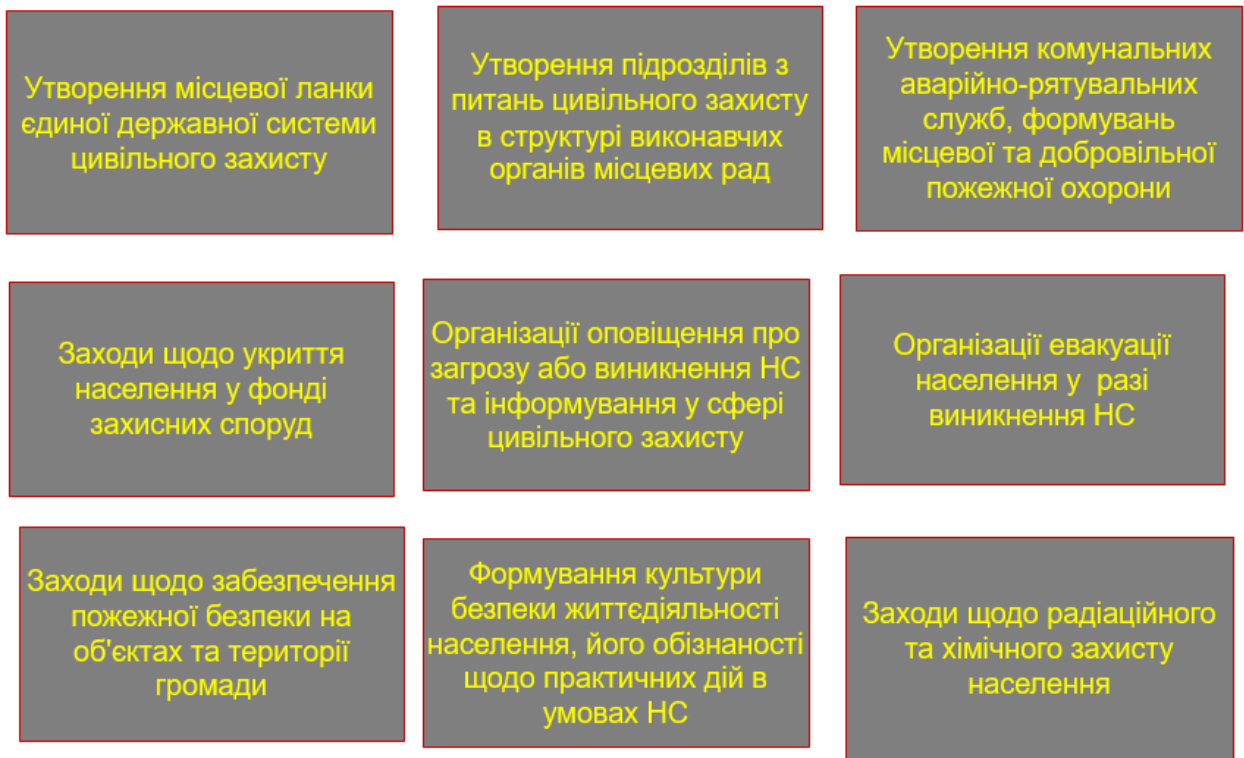 Утворення місцевої ланки
єдиної державної системи
цивільного захисту
Утворення підрозділів з
питань цивільного захисту
в структурі виконавчих
органів місцевих рад
Утворення комунальних
аварійно-рятувальних
служб, формувань
місцевої та добровільної
пожежної охорони
Заходи щодо укриття
населення у фонді
захисних споруд
Організації оповіщення про
загрозу або виникнення НС
та інформування у сфері
цивільного захисту
Організації евакуації
населення у разі
виникнення НС
Заходи щодо забезпечення
пожежної безпеки на
об'єктах та території
громади
Формування культури
безпеки життєдіяльності
населення, його обізнаності
щодо практичних дій в
умовах НС
Заходи щодо радіаційного
та хімічного захисту
населення